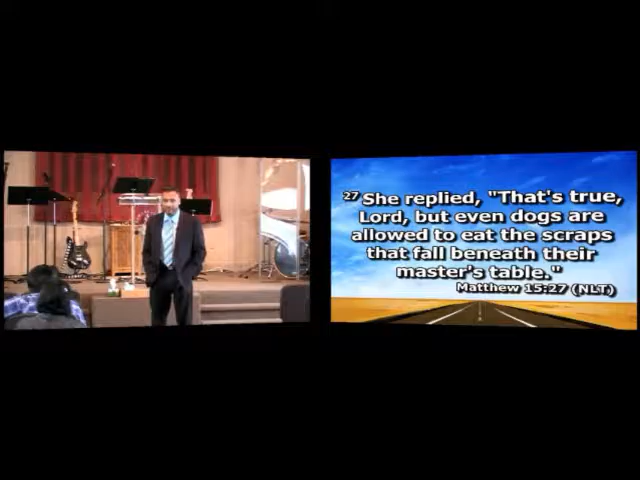 27 She replied, "That's true,
Lord, but even dogs are
allowed to eat the scraps
that fall beneath their
master's table."
Matthew 15:27 (NLT)